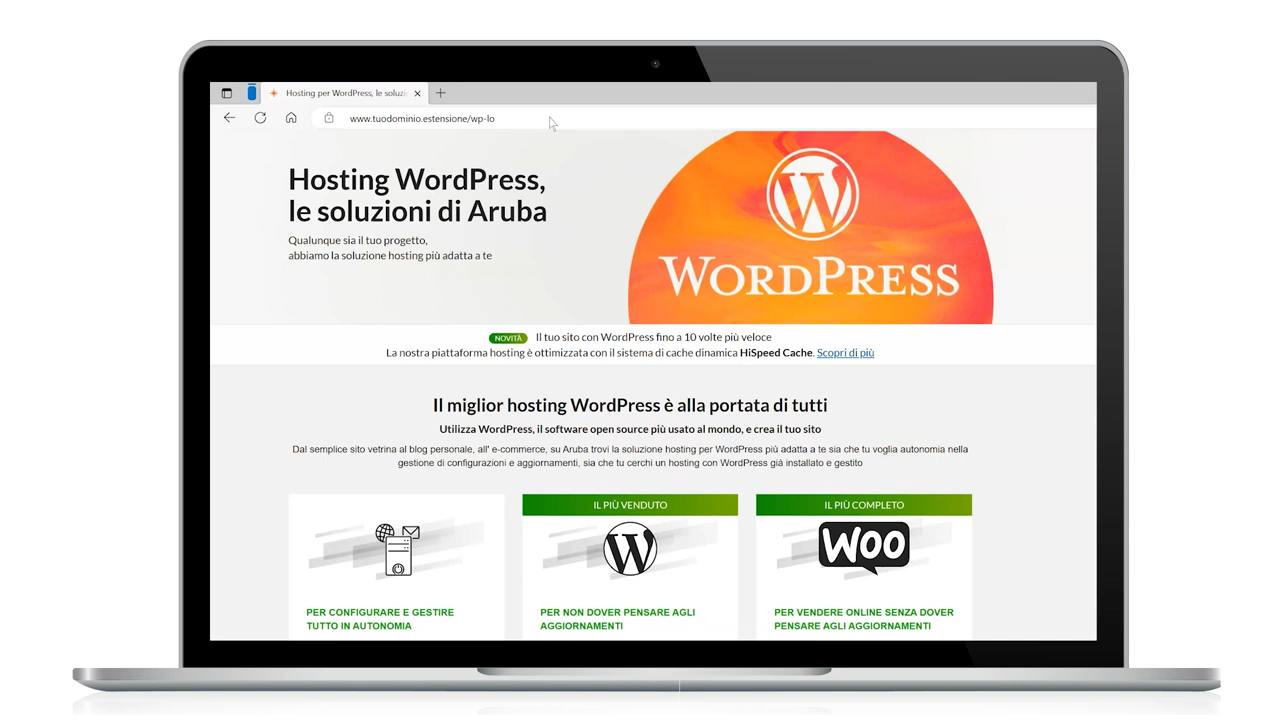 Hosting per WordPress, le soluzi
www.tuodominio.estensione/wp-lo
Hosting WordPress,
le soluzioni di Aruba
Qualunque sia il tuo progetto,
abbiamo la soluzione hosting più adatta a te
WORDPRESS
NOVITÀ Il tuo sito con WordPress fino a 10 volte più veloce
La nostra piattaforma hosting è ottimizzata con il sistema di cache dinamica HiSpeed Cache. Scopri di più
Il miglior hosting WordPress è alla portata di tutti
Utilizza WordPress, il software open source più usato al mondo, e crea il tuo sito
Dal semplice sito vetrina al blog personale, all' e-commerce, su Aruba trovi la soluzione hosting per WordPress più adatta a te sia che tu voglia autonomia nella
gestione di configurazioni e aggiornamenti, sia che tu cerchi un hosting con WordPress già installato e gestito
PER CONFIGURARE E GESTIRE
TUTTO IN AUTONOMIA
IL PIÙ VENDUTO
PER NON DOVER PENSARE AGLI
AGGIORNAMENTI
IL PIÙ COMPLETO
WOO
PER VENDERE ONLINE SENZA DOVER
PENSARE AGLI AGGIORNAMENTI